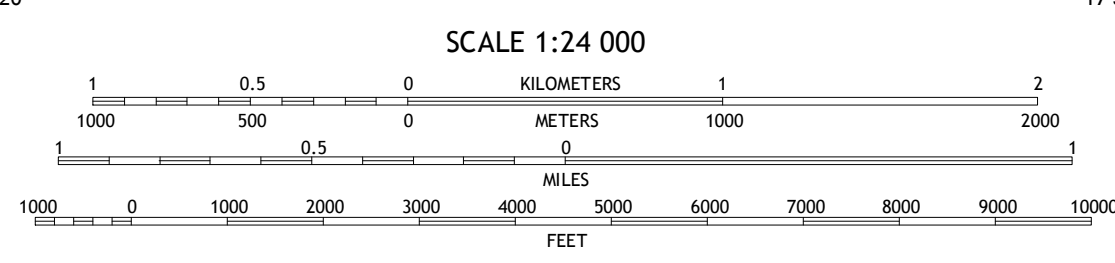 20
SCALE 1:24 000
1 0.5 0 KILOMETERS 1 2
1000 500 0 METERS 1000 2000
1 0.5 0 1
MILES
1000 0 1000 2000 3000 4000 5000 6000 7000 8000 9000 10000
FEET